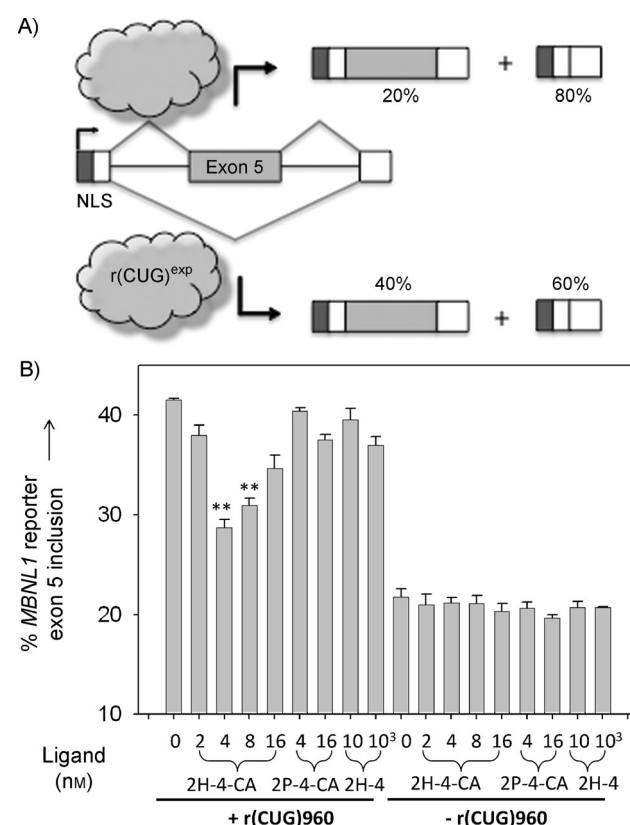 A)
+
20% 80%
Exon 5
NLS
r(CUG)exp
40% 60%
+
B)
% MBNL1 reporter
exon 5 inclusion
40
30
20
10
**
**
Ligand
(nM)
0 2 4 8 16 4 16 10 10³ 0 2 4 8 16 4 16 10 10³
2H-4-CA 2P-4-CA 2H-4 2H-4-CA 2P-4-CA 2H-4
+ r(CUG)960 - r(CUG)960